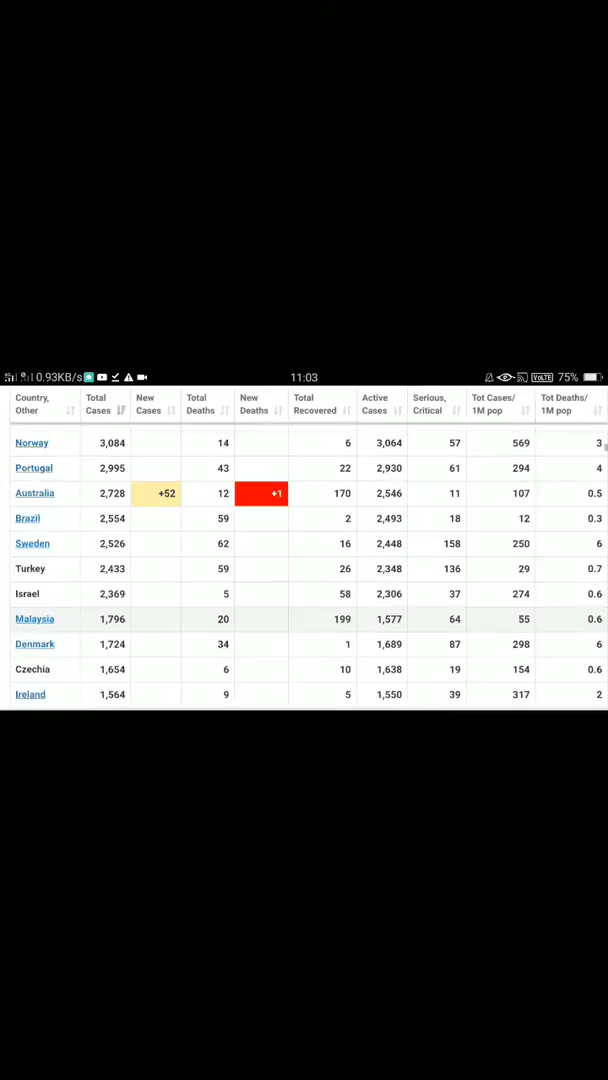 0.93KB/s 11:03 VoLTE 75%
Country, Other Total Cases New Cases Total Deaths New Deaths Total Recovered Active Cases Serious, Critical Tot Cases/ 1M pop Tot Deaths/ 1M pop
Norway 3,084 14 6 3,064 57 569 3
Portugal 2,995 43 22 2,930 61 294 4
Australia 2,728 +52 12 +1 170 2,546 11 107 0.5
Brazil 2,554 59 2 2,493 18 12 0.3
Sweden 2,526 62 16 2,448 158 250 6
Turkey 2,433 59 26 2,348 136 29 0.7
Israel 2,369 5 58 2,306 37 274 0.6
Malaysia 1,796 20 199 1,577 64 55 0.6
Denmark 1,724 34 1 1,689 87 298 6
Czechia 1,654 6 10 1,638 19 154 0.6
Ireland 1,564 9 5 1,550 39 317 2